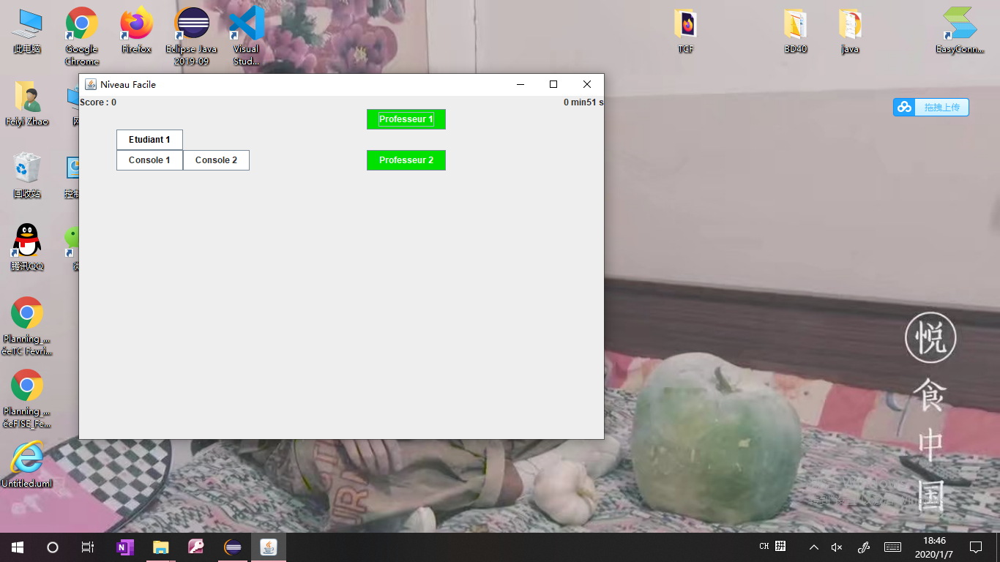 此电脑
Google
Chrome
Firefox
Eclipse Java
2019-09
Visual
Stud...
TCF
BD40
java
EasyConn...
Feiyi Zhao
网
回收站
控制
腾讯QQ
微
Planning_...
éeTC Fevri...
Planning_...
éeFISE_Fe...
Untitled.uml
Niveau Facile
Score : 0
0 min51 s
Professeur 1
Etudiant 1
Console 1
Console 2
Professeur 2
拖拽上传
悦
食
中
国
CH
拼
18:46
2020/1/7